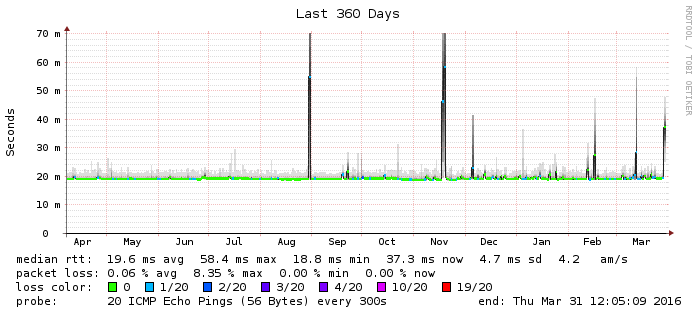 Last 360 Days
RRDTOOL / TOBI OETIKER
Seconds
70 m
60 m
50 m
40 m
30 m
20 m
10 m
0
Apr May Jun Jul Aug Sep Oct Nov Dec Jan Feb Mar
median rtt: 19.6 ms avg 58.4 ms max 18.8 ms min 37.3 ms now 4.7 ms sd 4.2 am/s
packet loss: 0.06 % avg 8.35 % max 0.00 % min 0.00 % now
loss color: 0 1/20 2/20 3/20 4/20 10/20 19/20
probe: 20 ICMP Echo Pings (56 Bytes) every 300s end: Thu Mar 31 12:05:09 2016